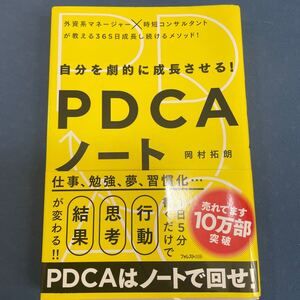 外資系マネージャー×時短コンサルタント
が教える365日成長し続けるメソッド!
自分を劇的に成長させる!
PDCA
ノート
岡村拓朗
仕事、勉強、夢、習慣化…
1日5分
書くだけで
行動
思考
結果
が変わる!!
売れてます
10万部
突破
フォレスト出版
PDCAはノートで回せ!